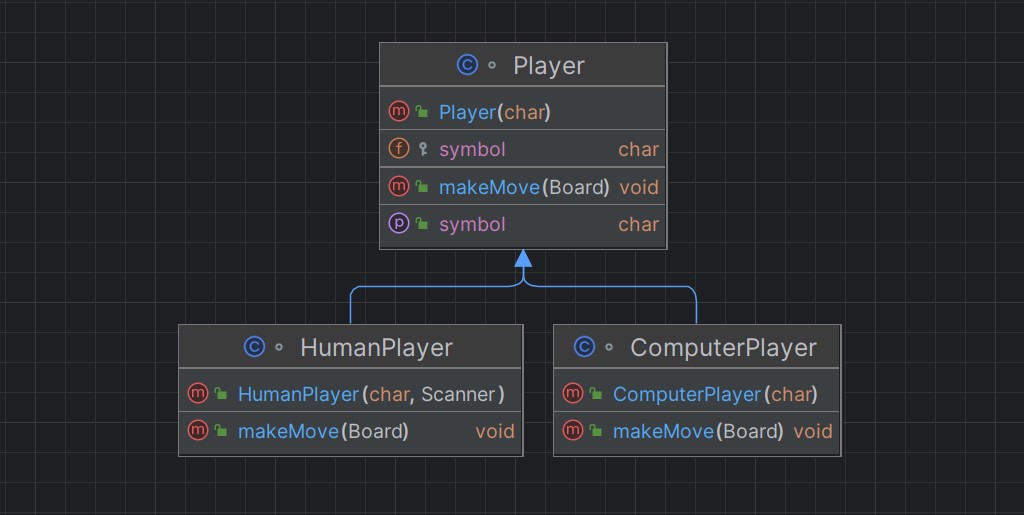 Player
Player(char)
symbol char
makeMove(Board) void
symbol char
HumanPlayer
HumanPlayer(char, Scanner)
makeMove(Board) void
ComputerPlayer
ComputerPlayer(char)
makeMove(Board) void